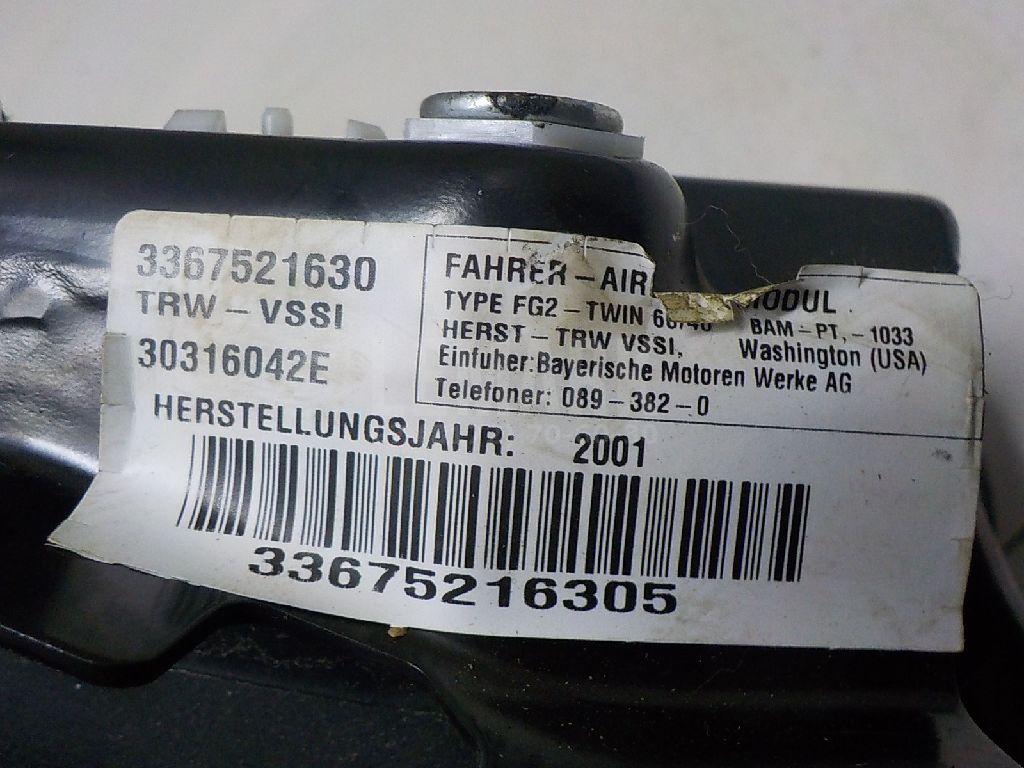 3367521630
TRW - VSSI
30316042E
FAHRER - AIR MODUL
TYPE FG2 - TWIN BAM - PT, - 1033
HERST - TRW VSSI, Washington (USA)
Einfuher:Bayerische Motoren Werke AG
Telefoner: 089 - 382 - 0
HERSTELLUNGSJAHR: 2001
33675216305